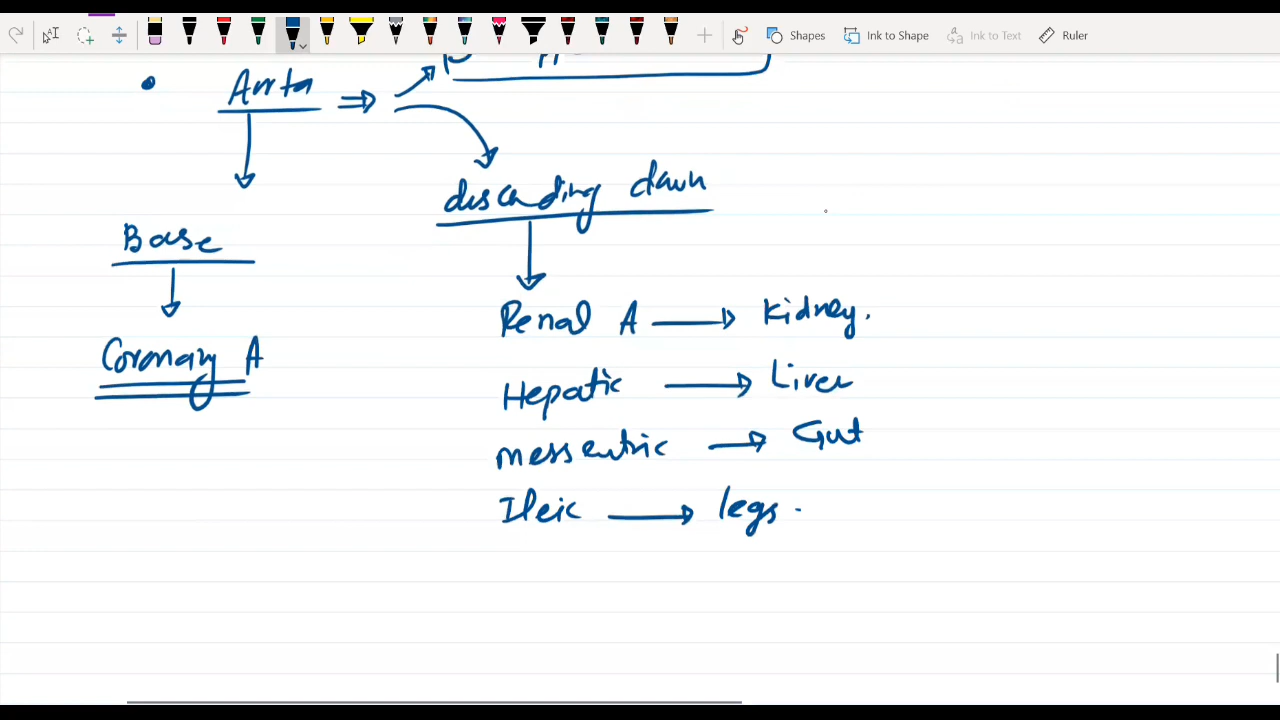 Shapes
Ink to Shape
Ink to Text
Ruler
Aorta
descending down
Base
Coronary A
Renal A → Kidney.
Hepatic → Liver
messentric → Gut
Ileic → legs.